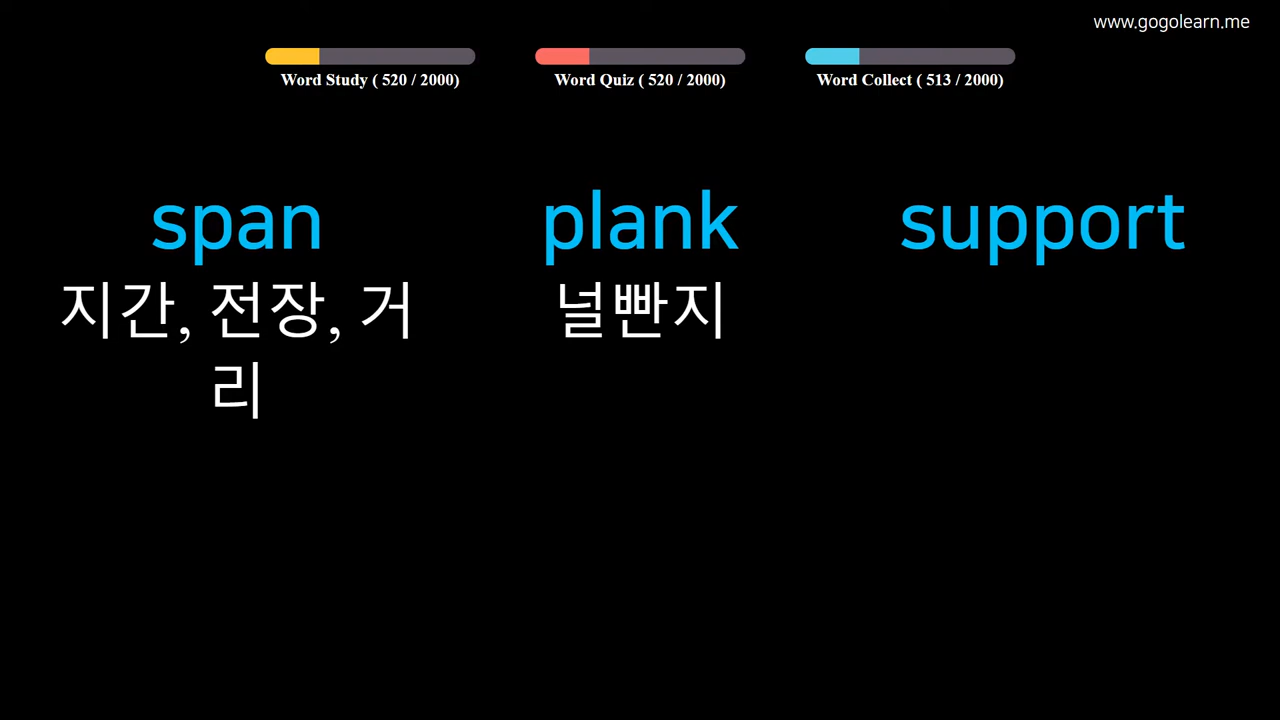 www.gogolearn.me
Word Study ( 520 / 2000)
Word Quiz ( 520 / 2000)
Word Collect ( 513 / 2000)
span
지간, 전장, 거
리
plank
널빤지
support